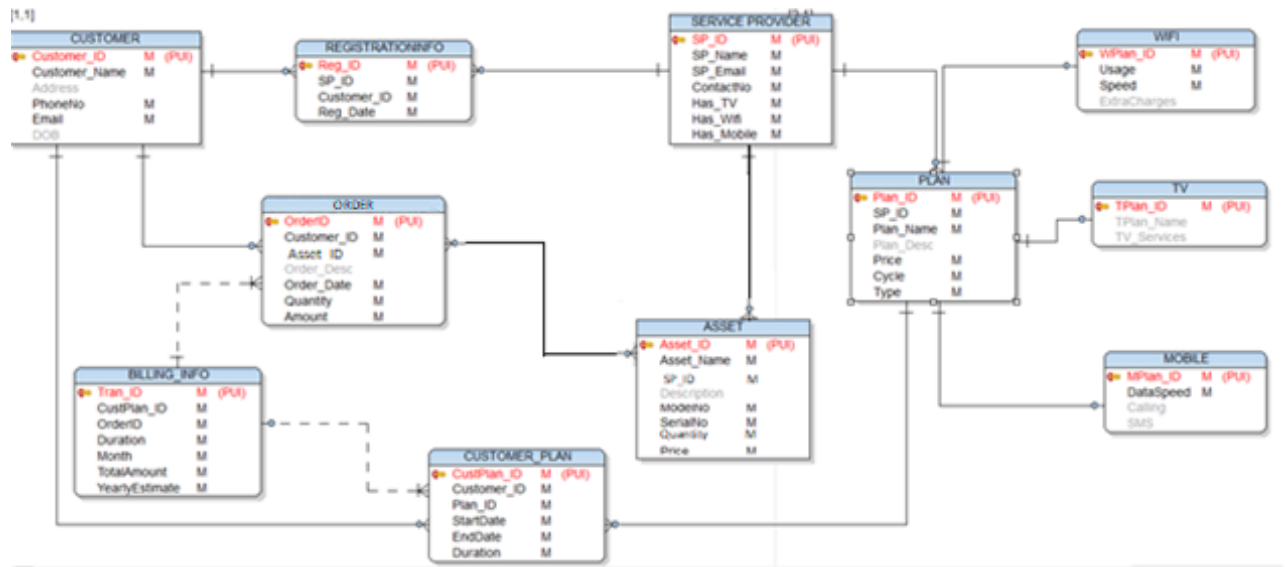 [1,1]
CUSTOMER
Customer_ID M (PUI)
Customer_Name M
Address
PhoneNo M
Email M
DOB
REGISTRATIONINFO
Reg_ID M (PUI)
SP_ID M
Customer_ID M
Reg_Date M
SERVICE PROVIDER
SP_ID M (PUI)
SP_Name M
SP_Email M
ContactNo M
Has_TV M
Has_Wifi M
Has_Mobile M
WIFI
WPlan_ID M (PUI)
Usage M
Speed M
ExtraCharges
PLAN
Plan_ID M (PUI)
SP_ID M
Plan_Name M
Plan_Desc
Price M
Cycle M
Type M
TV
TPlan_ID M (PUI)
TPlan_Name
TV_Services
ORDER
OrderID M (PUI)
Customer_ID M
Asset_ID M
Order_Desc
Order_Date M
Quantity M
Amount M
ASSET
Asset_ID M (PUI)
Asset_Name M
SP_ID M
Description
ModelNo M
SerialNo M
Quantity M
Price M
MOBILE
MPlan_ID M (PUI)
DataSpeed M
Calling
SMS
BILLING_INFO
Tran_ID M (PUI)
CustPlan_ID M
OrderID M
Duration M
Month M
TotalAmount M
YearlyEstimate M
CUSTOMER_PLAN
CustPlan_ID M (PUI)
Customer_ID M
Plan_ID M
StartDate M
EndDate M
Duration M